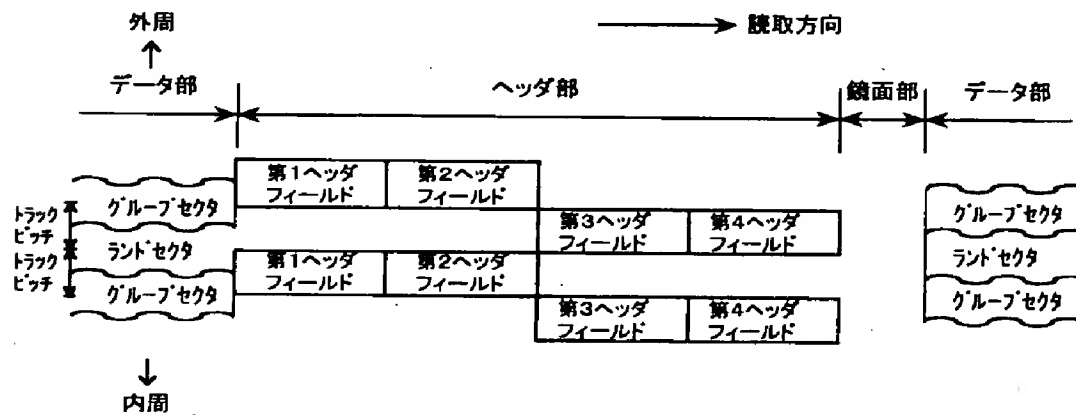 外周
読取方向
データ部
ヘッダ部
鏡面部
データ部
第1ヘッダ
フィールド
第2ヘッダ
フィールド
グルーブセクタ
トラック
ピッチ
第3ヘッダ
フィールド
第4ヘッダ
フィールド
グルーブセクタ
ランドセクタ
トラック
ピッチ
第1ヘッダ
フィールド
第2ヘッダ
フィールド
ランドセクタ
グルーブセクタ
第3ヘッダ
フィールド
第4ヘッダ
フィールド
グルーブセクタ
内周